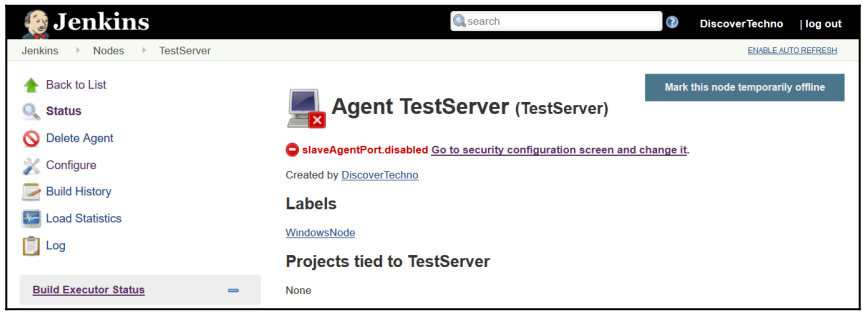 Jenkins
search
DiscoverTechno | log out
Jenkins Nodes TestServer
ENABLE AUTO REFRESH
Back to List
Status
Delete Agent
Configure
Build History
Load Statistics
Log
Build Executor Status
Mark this node temporarily offline
Agent TestServer (TestServer)
slaveAgentPort.disabled Go to security configuration screen and change it.
Created by DiscoverTechno
Labels
WindowsNode
Projects tied to TestServer
None